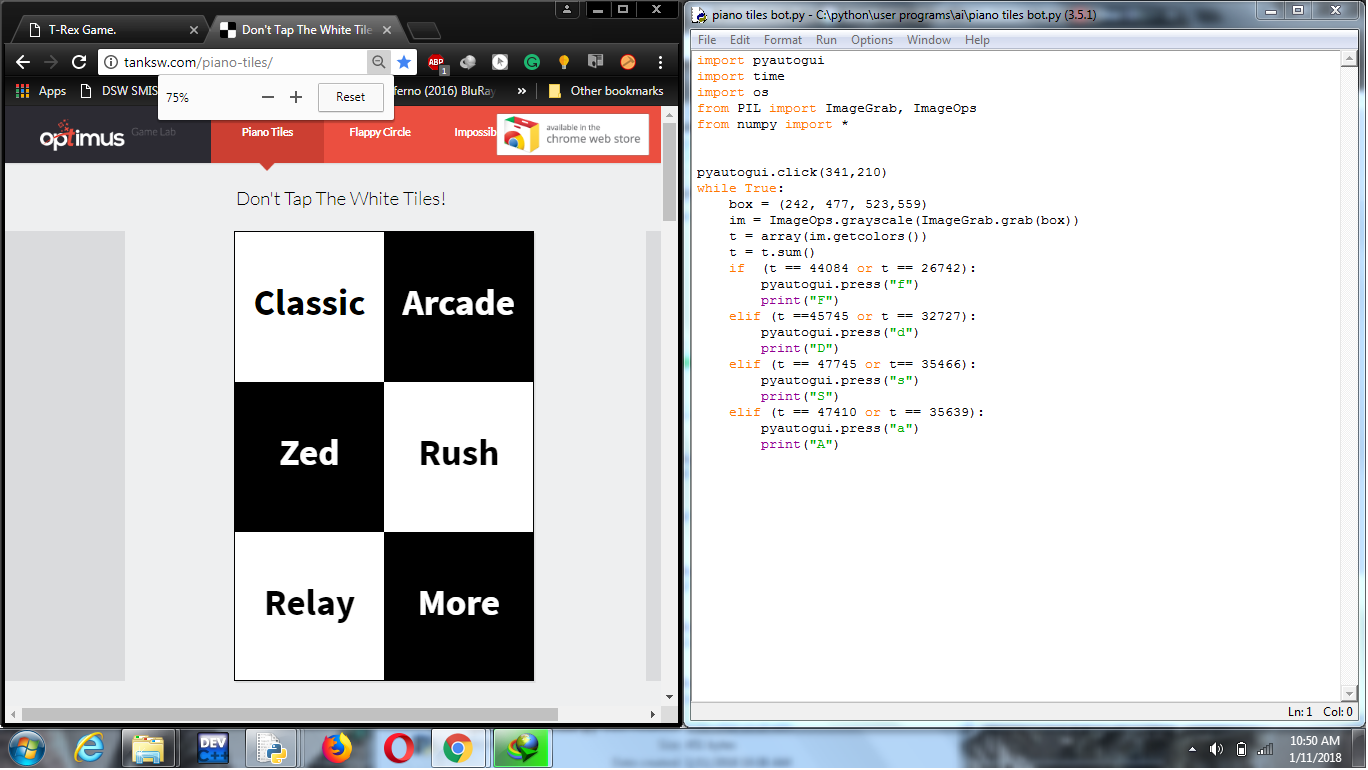 T-Rex Game.
Don't Tap The White Tile
tanksw.com/piano-tiles/
ABP
1
Apps
DSW SMIS
ferno (2016) BluRay
»
Other bookmarks
75%
Reset
optimus
Game Lab
Piano Tiles
Flappy Circle
Impossib
available in the
chrome web store
Don't Tap The White Tiles!
Classic
Arcade
Zed
Rush
Relay
More
piano tiles bot.py - C:\python\user programs\ai\piano tiles bot.py (3.5.1)
File Edit Format Run Options Window Help
import pyautogui
import time
import os
from PIL import ImageGrab, ImageOps
from numpy import *
pyautogui.click(341,210)
while True:
    box = (242, 477, 523,559)
    im = ImageOps.grayscale(ImageGrab.grab(box))
    t = array(im.getcolors())
    t = t.sum()
    if  (t == 44084 or t == 26742):
        pyautogui.press("f")
        print("F")
    elif (t ==45745 or t == 32727):
        pyautogui.press("d")
        print("D")
    elif (t == 47745 or t== 35466):
        pyautogui.press("s")
        print("S")
    elif (t == 47410 or t == 35639):
        pyautogui.press("a")
        print("A")
Ln: 1 Col: 0
DEV
C++
10:50 AM
1/11/2018